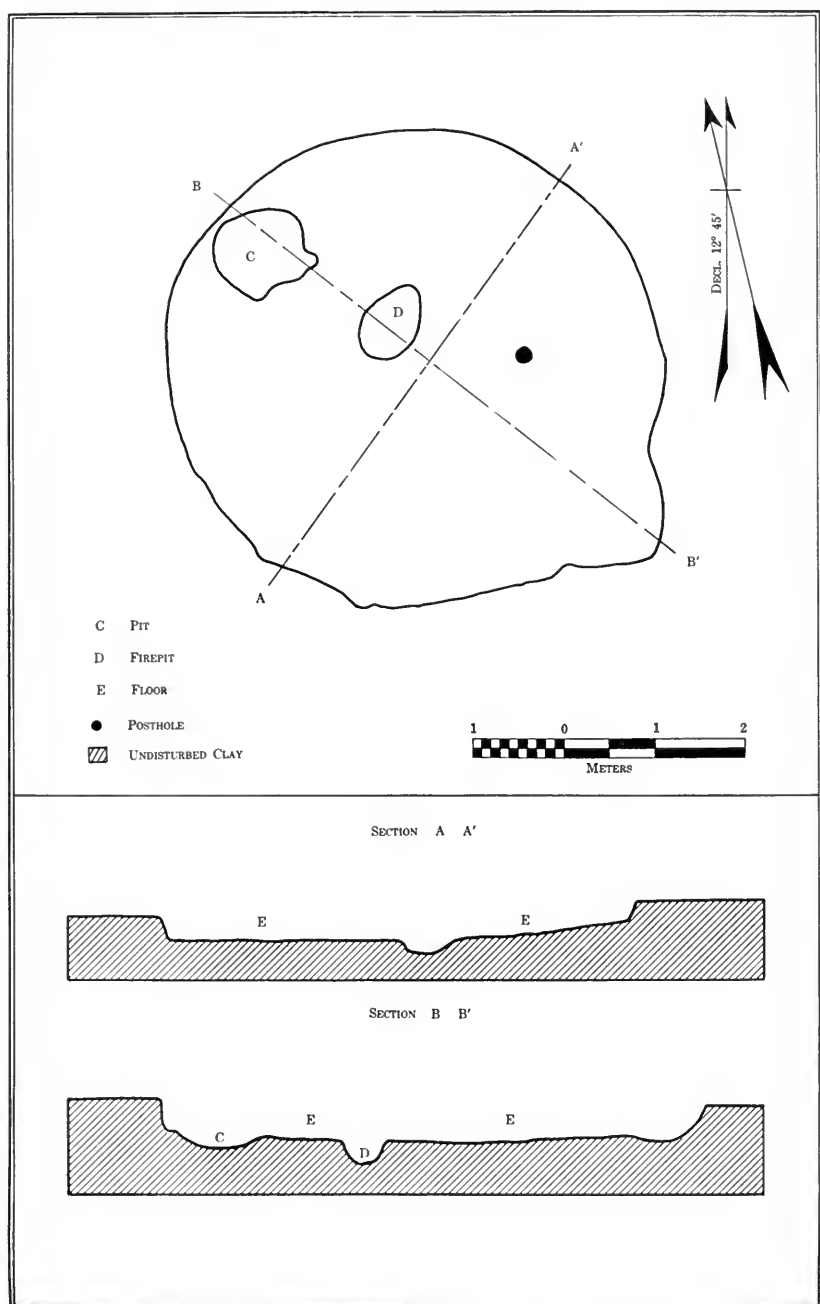 A'
B
C
D
DECL. 12° 45'
A
B'
C PIT
D FIREPIT
E FLOOR
POSTHOLE
UNDISTURBED CLAY
1 0 1 2
METERS
SECTION A A'
E E
SECTION B B'
C E D E